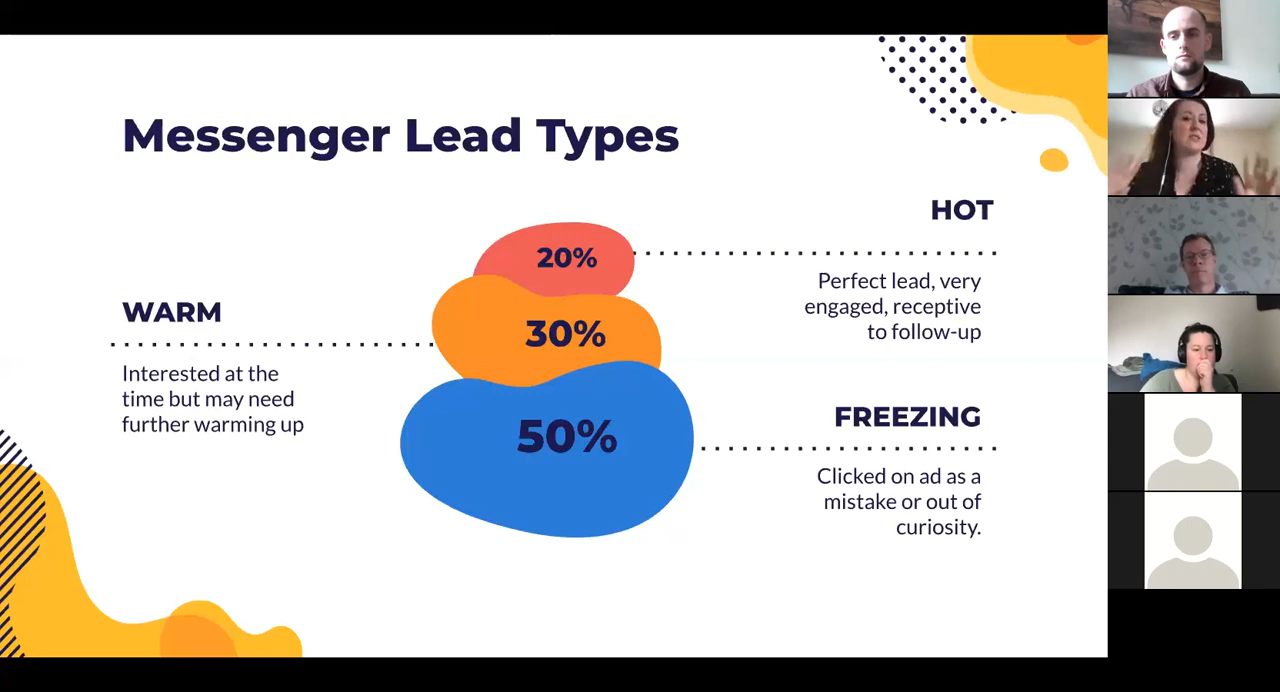 Messenger Lead Types
HOT
20%
Perfect lead, very
engaged, receptive
to follow-up
WARM
30%
Interested at the
time but may need
further warming up
FREEZING
50%
Clicked on ad as a
mistake or out of
curiosity.